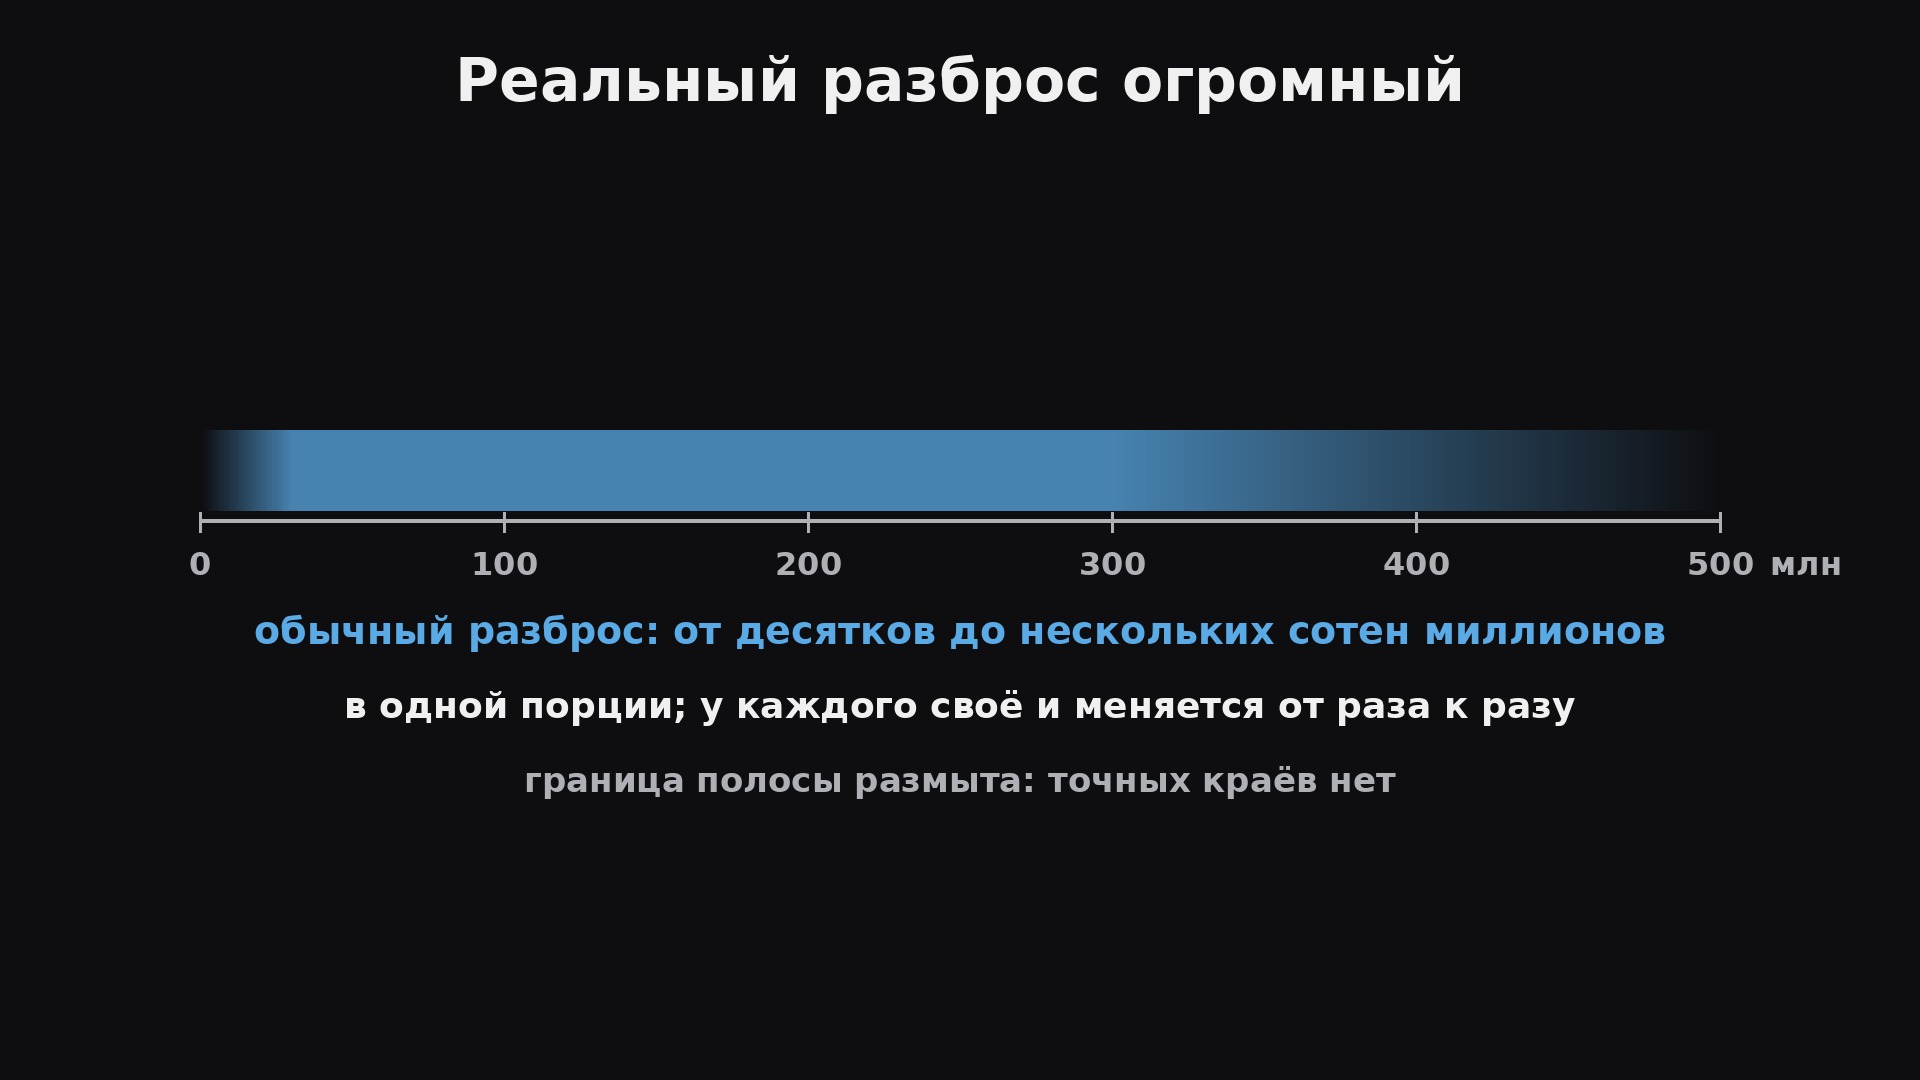 Реальный разброс огромный
0 100 200 300 400 500 млн
обычный разброс: от десятков до нескольких сотен миллионов
в одной порции; у каждого своё и меняется от раза к разу
граница полосы размыта: точных краёв нет